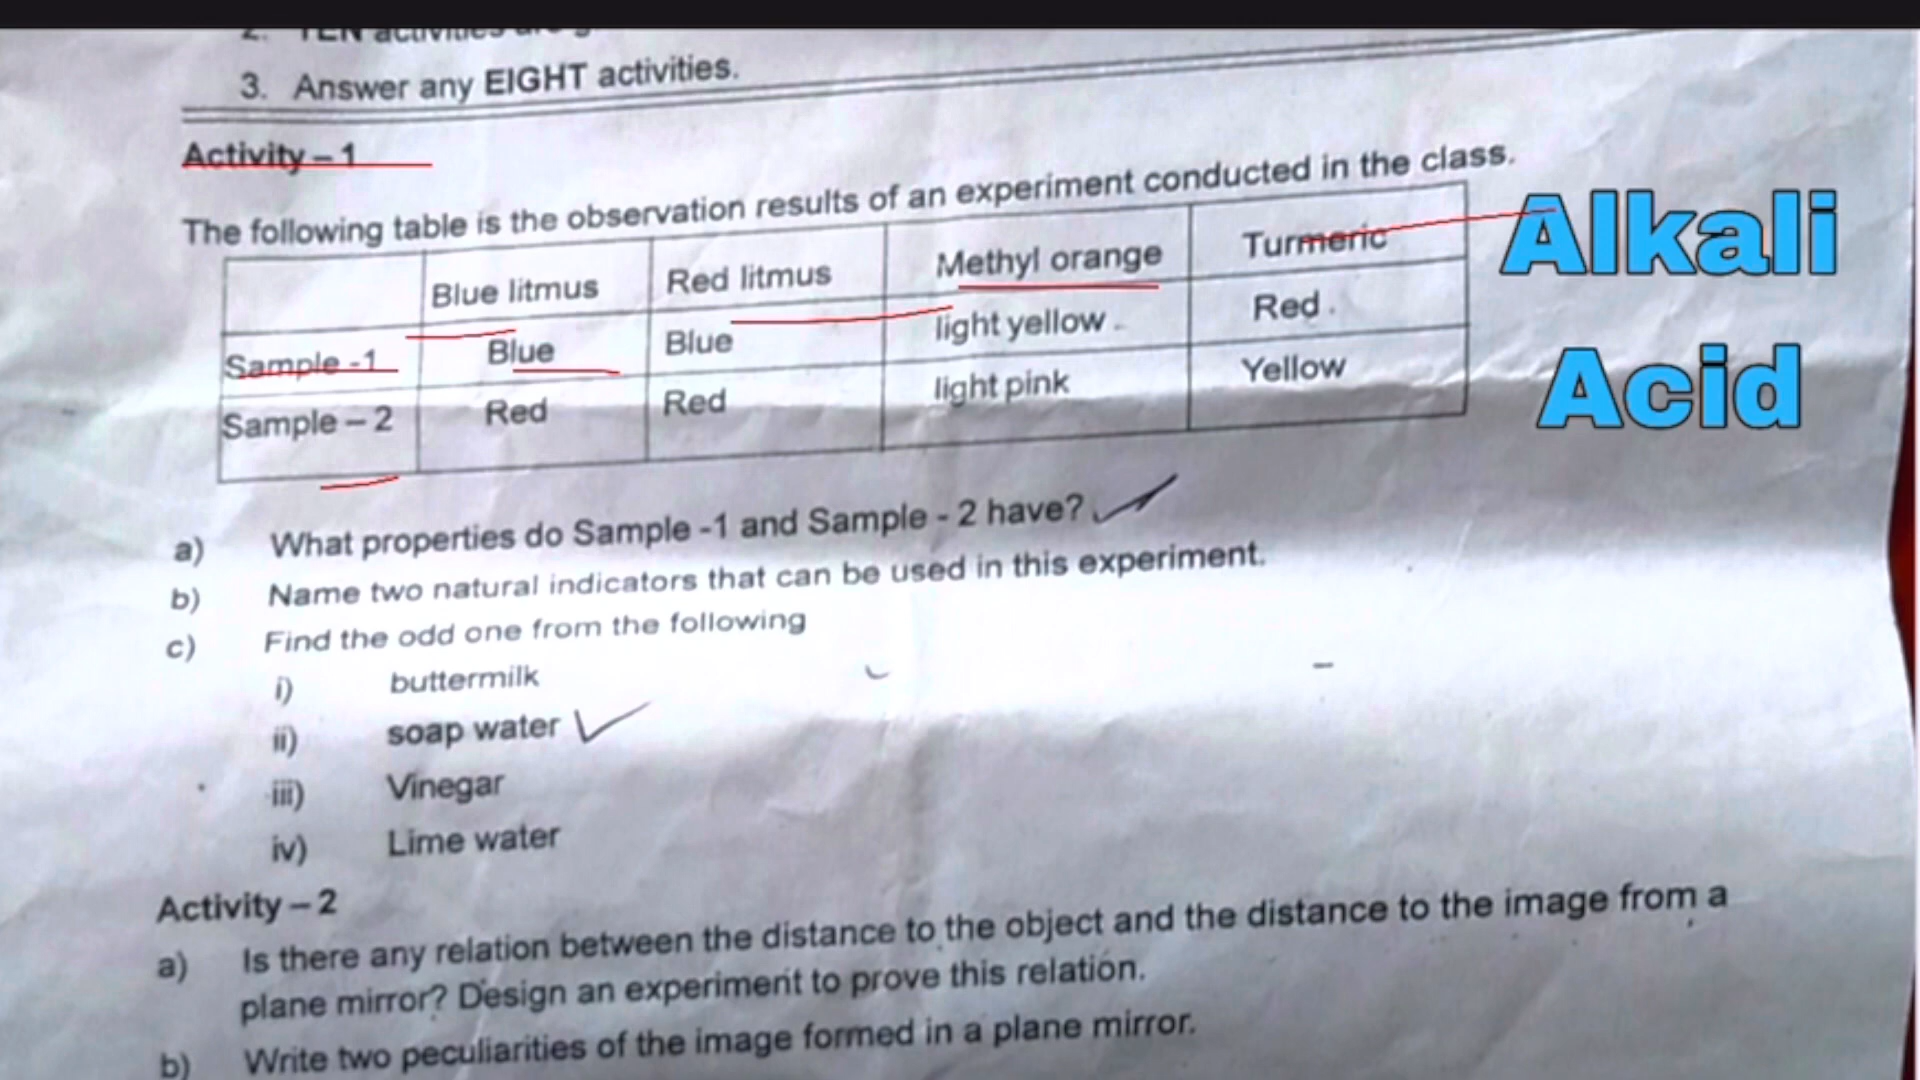 2. TEN activities are g
3. Answer any EIGHT activities.
Activity – 1
The following table is the observation results of an experiment conducted in the class.
Blue litmus Red litmus Methyl orange Turmeric
Sample -1 Blue Blue light yellow Red
Sample – 2 Red Red light pink Yellow
Alkali
Acid
a) What properties do Sample -1 and Sample - 2 have?
b) Name two natural indicators that can be used in this experiment.
c) Find the odd one from the following
i) buttermilk
ii) soap water
iii) Vinegar
iv) Lime water
Activity – 2
a) Is there any relation between the distance to the object and the distance to the image from a
plane mirror? Design an experiment to prove this relation.
b) Write two peculiarities of the image formed in a plane mirror.